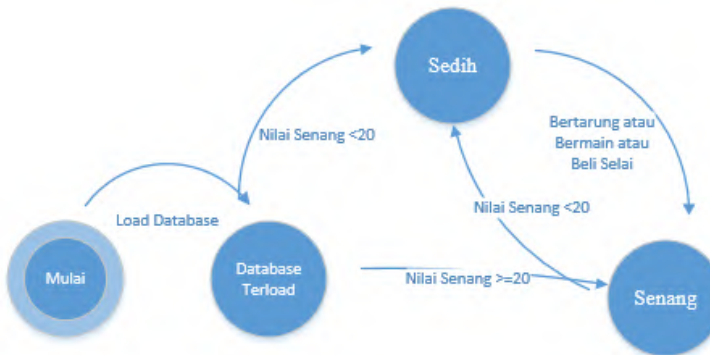 Sedih
Nilai Senang <20
Bertarung atau
Bermain atau
Beli Selai
Nilai Senang <20
Load Database
Mulai
Database
Terload
Nilai Senang >=20
Senang